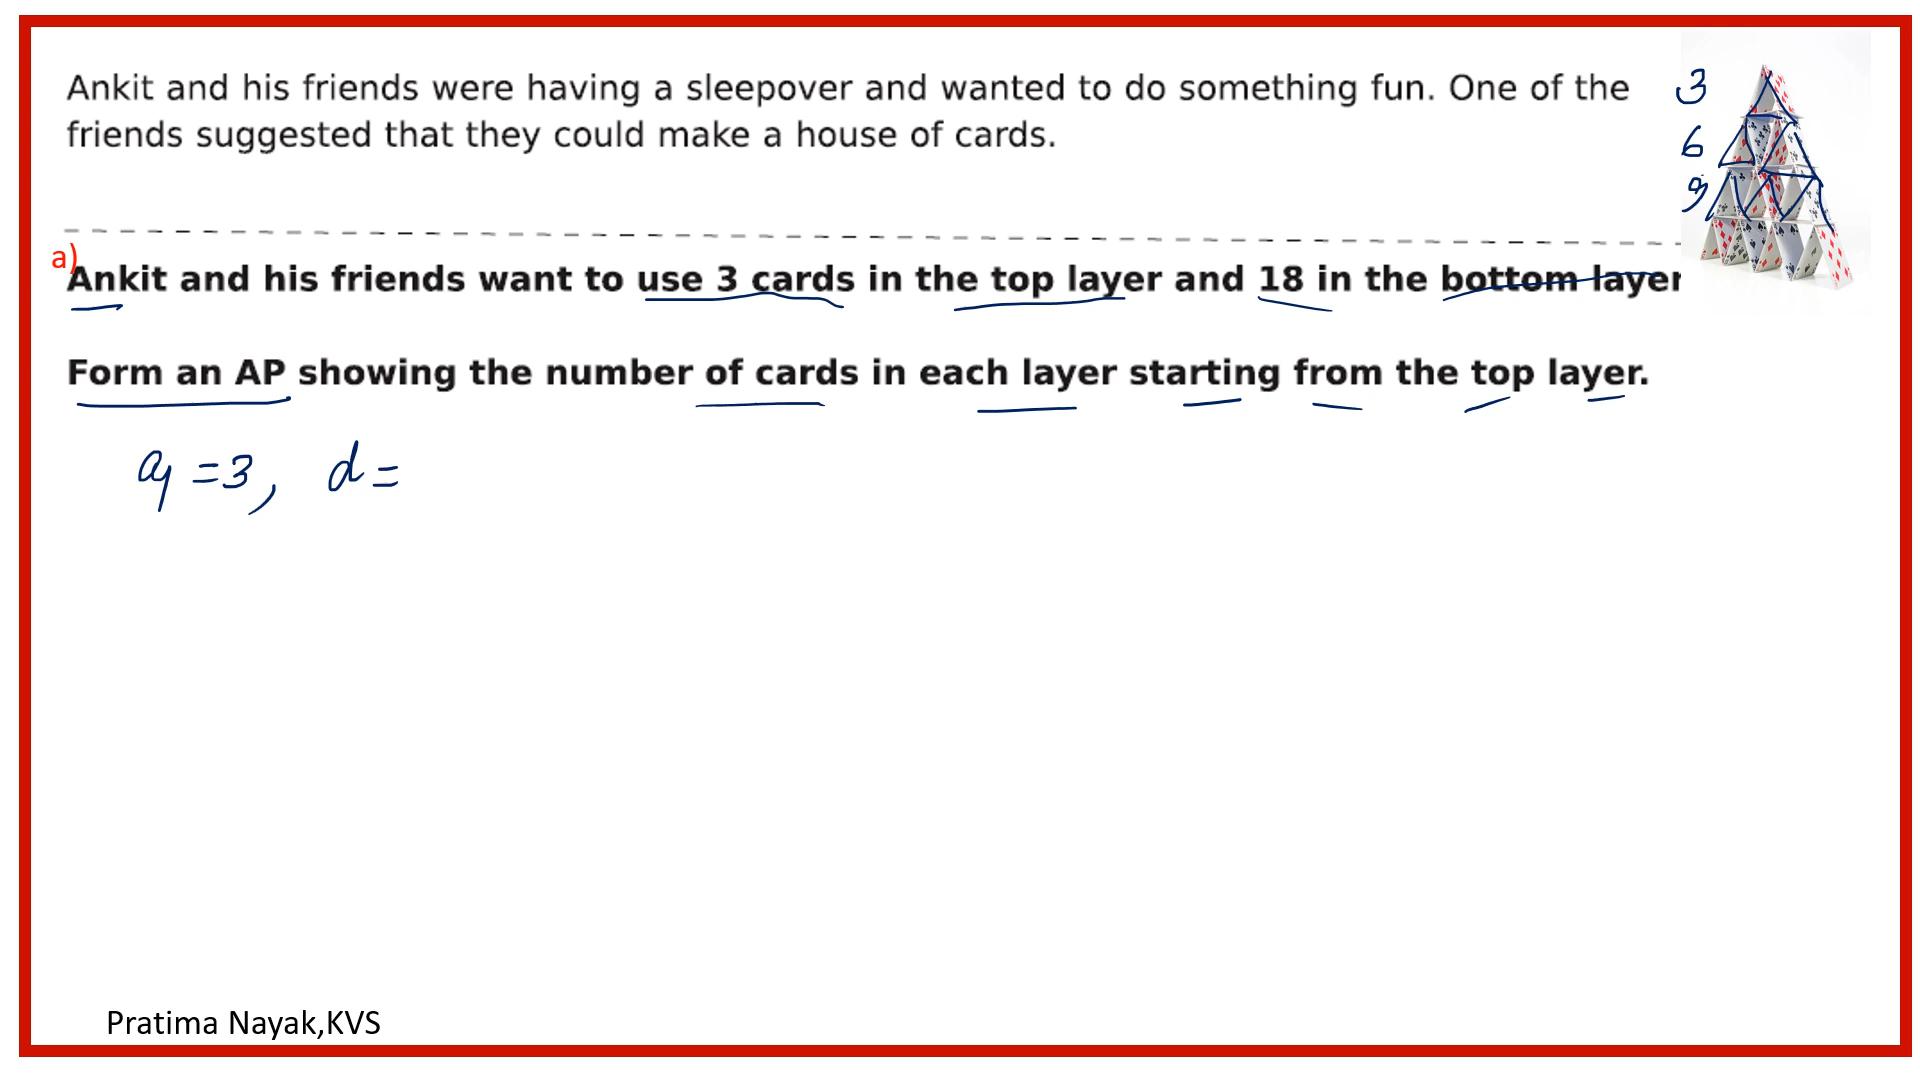 Ankit and his friends were having a sleepover and wanted to do something fun. One of the
friends suggested that they could make a house of cards.
3
6
9
a)
Ankit and his friends want to use 3 cards in the top layer and 18 in the bottom layer
Form an AP showing the number of cards in each layer starting from the top layer.
a₁ = 3, d =
Pratima Nayak,KVS